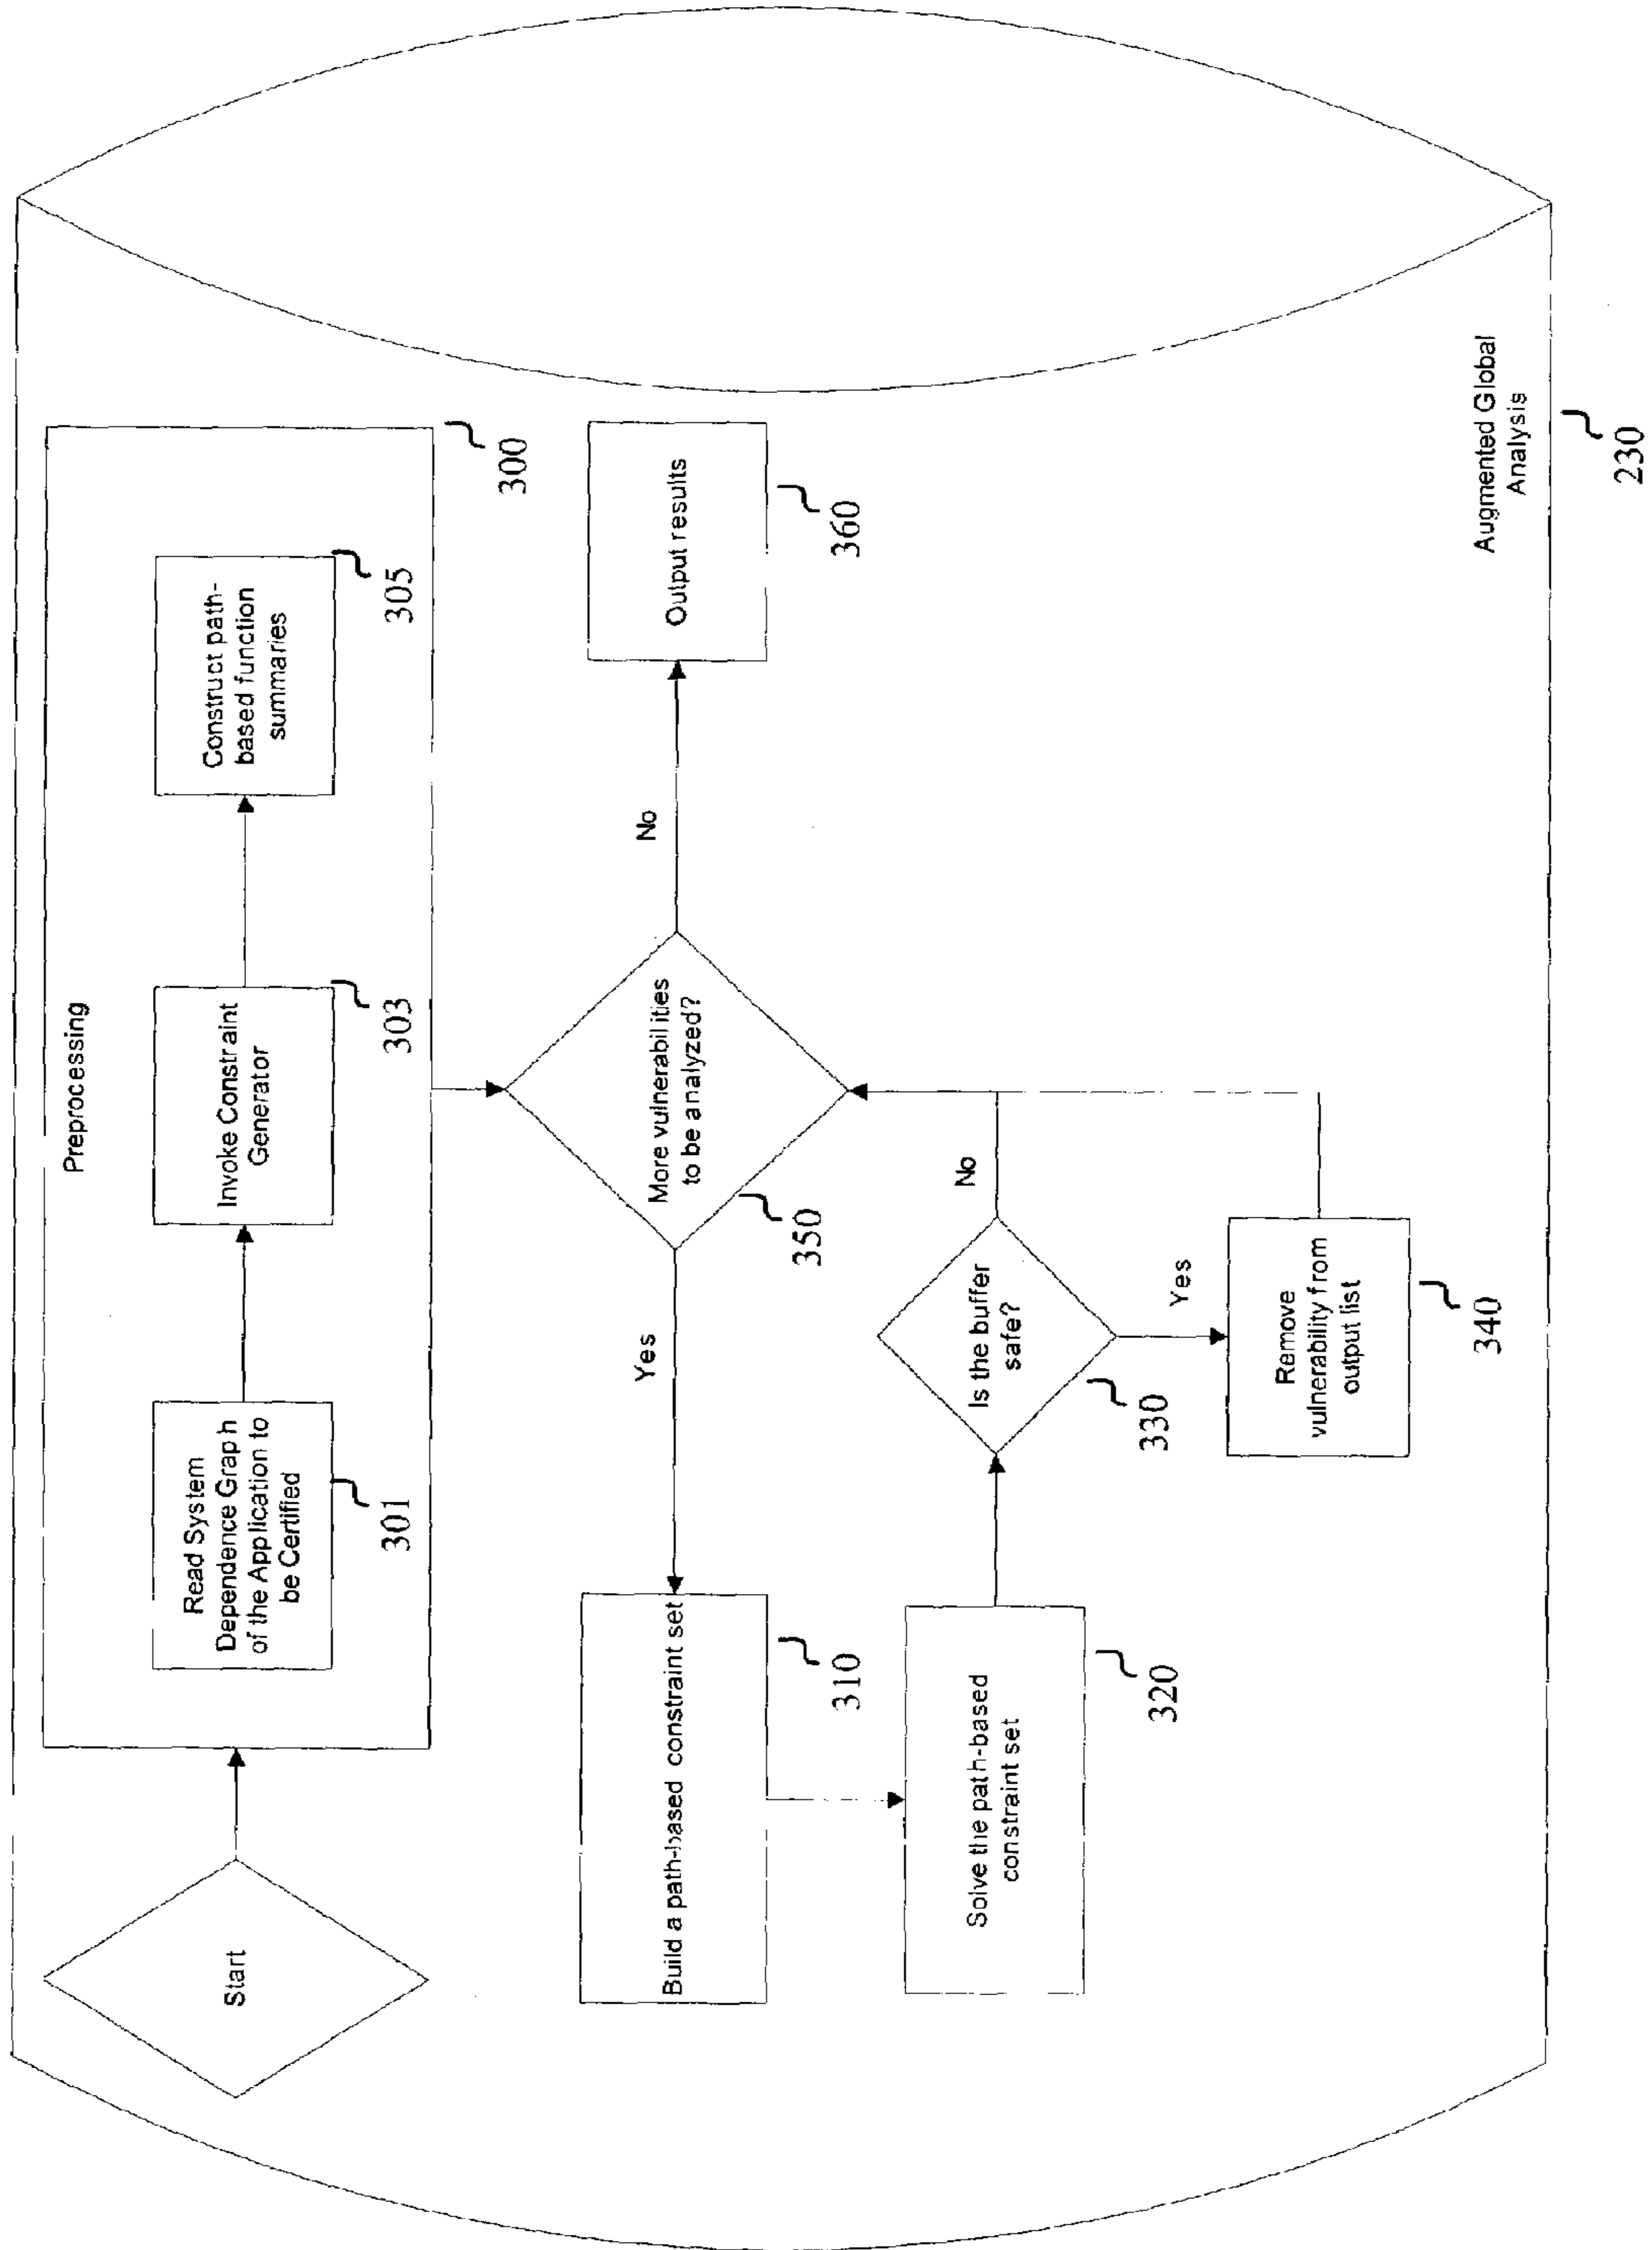 Preprocessing
Start
Read System
Dependence Graph
of the Application to
be Certified
301
Invoke Constraint
Generator
303
Construct path-
based function
summaries
305
300
More vulnerabilities
to be analyzed?
350
Yes
No
Output results
360
Build a path-based constraint set
310
Solve the path-based
constraint set
320
Is the buffer
safe?
330
No
Yes
Remove
vulnerability from
output list
340
Augmented Global
Analysis
230